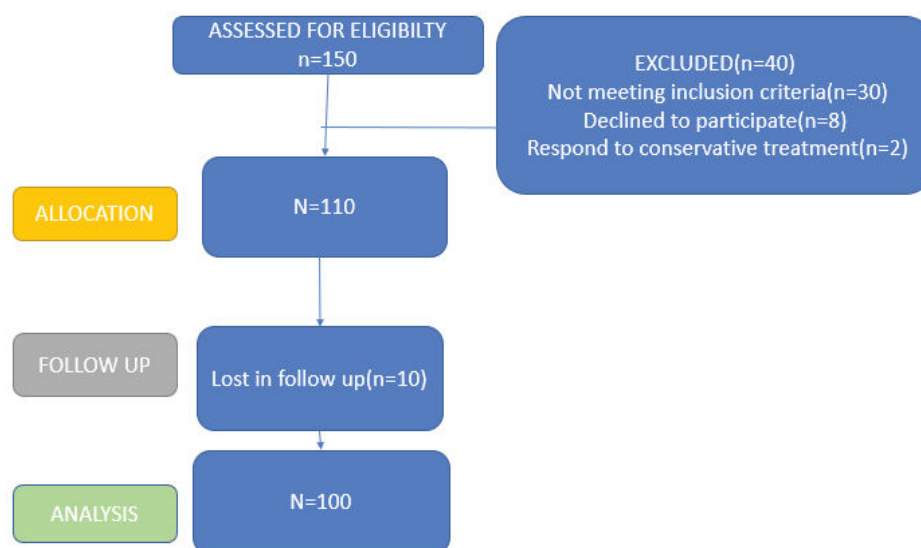 ASSESSED FOR ELIGIBILTY
n=150
EXCLUDED(n=40)
Not meeting inclusion criteria(n=30)
Declined to participate(n=8)
Respond to conservative treatment(n=2)
ALLOCATION
N=110
FOLLOW UP
Lost in follow up(n=10)
ANALYSIS
N=100